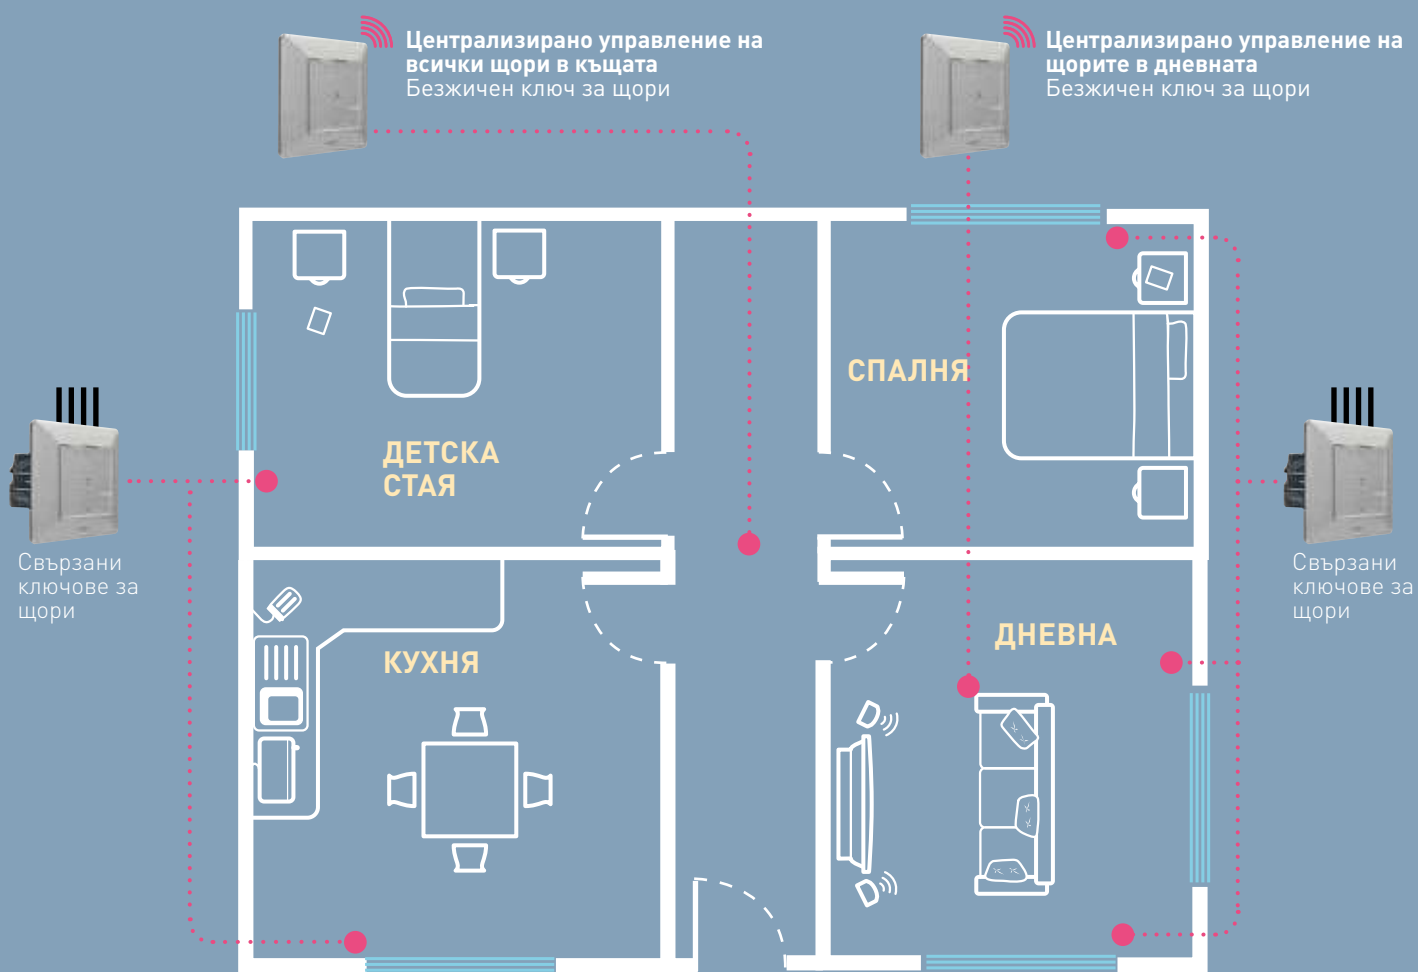 Централизирано управление на
всички щори в къщата
Безжичен ключ за щори
Централизирано управление на
щорите в дневната
Безжичен ключ за щори
СПАЛНЯ
ДЕТСКА
СТАЯ
Свързани
ключове за
щори
Свързани
ключове за
щори
ДНЕВНА
КУХНЯ